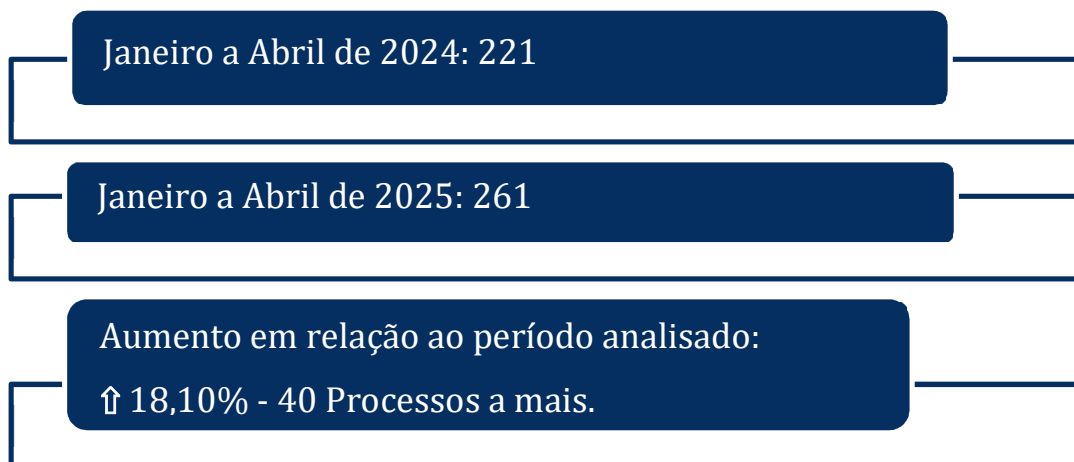 Janeiro a Abril de 2024: 221
Janeiro a Abril de 2025: 261
Aumento em relação ao período analisado:
⇧ 18,10% - 40 Processos a mais.